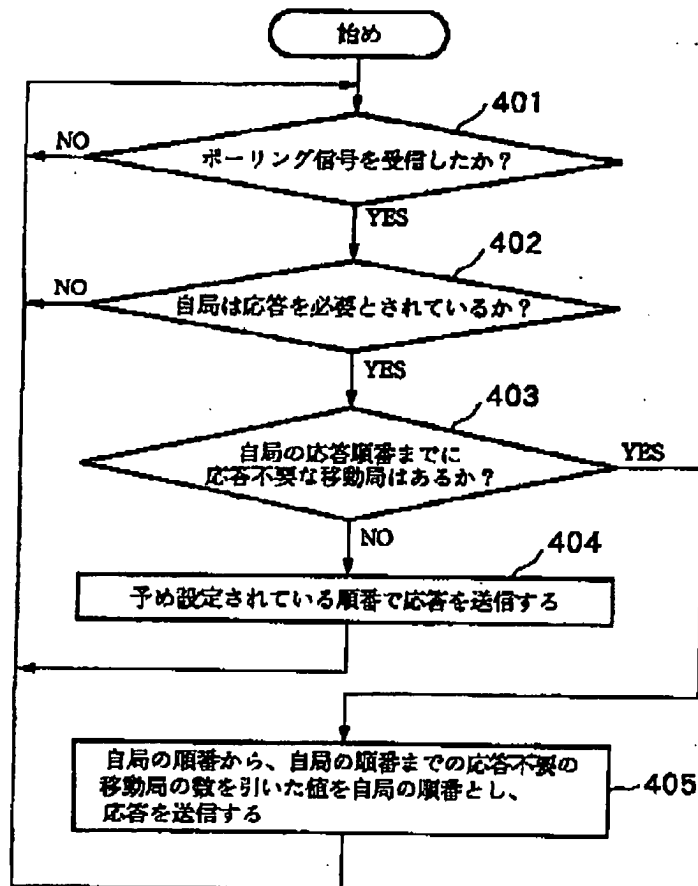 始め
401
NO
ポーリング信号を受信したか？
YES
402
NO
自局は応答を必要とされているか？
YES
403
自局の応答順番までに
応答不要な移動局はあるか？
YES
NO
404
予め設定されている順番で応答を送信する
自局の順番から、自局の順番までの応答不要の
移動局の数を引いた値を自局の順番とし、
応答を送信する
405